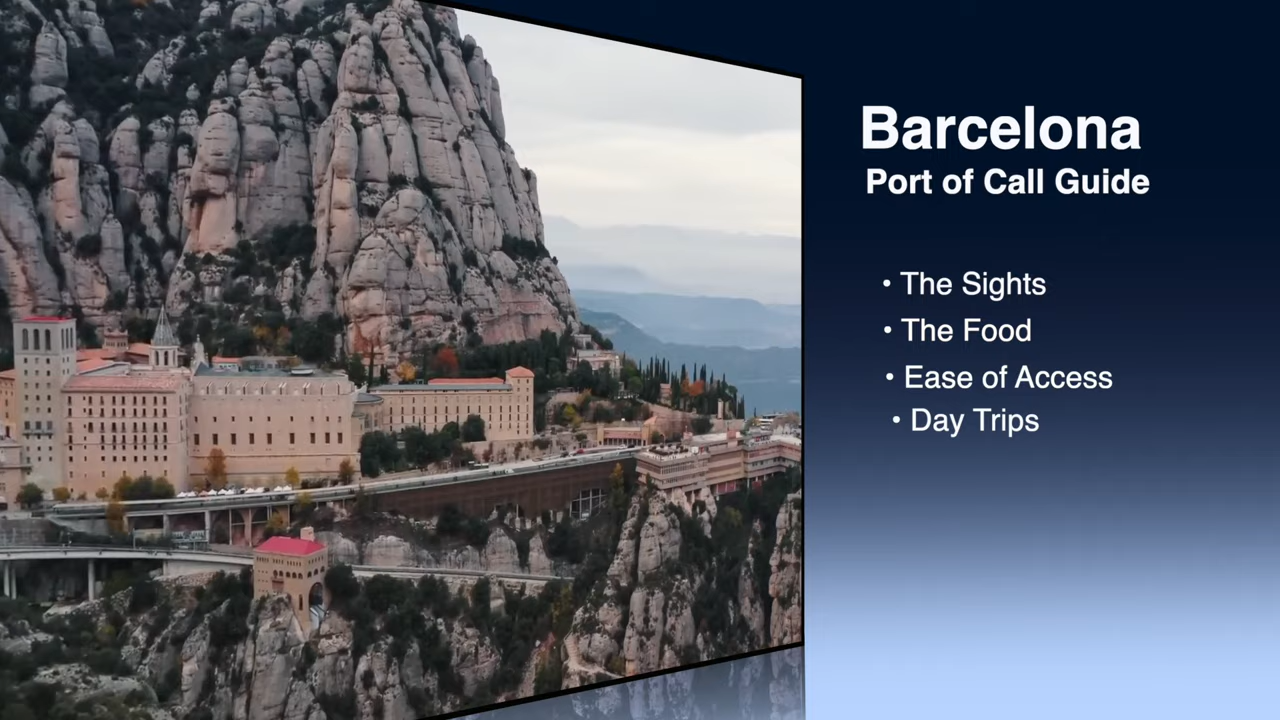 Barcelona
Port of Call Guide
• The Sights
• The Food
• Ease of Access
• Day Trips